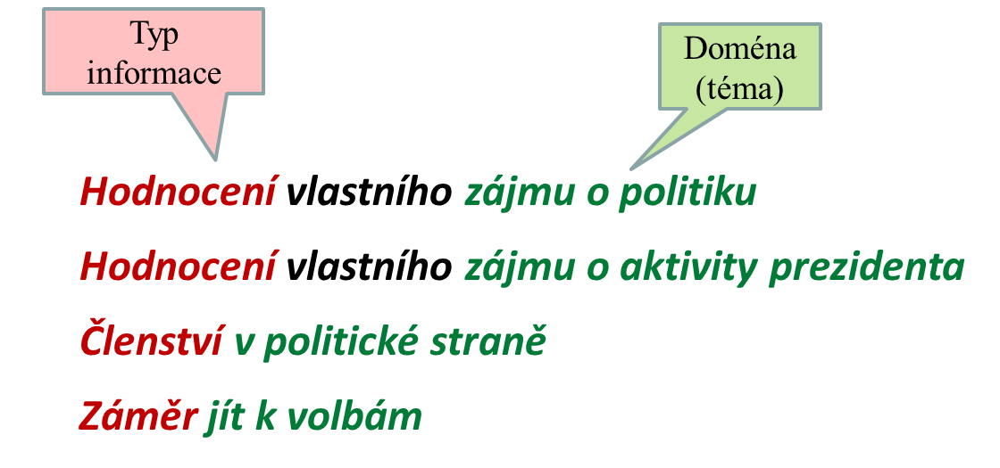 Typ
informace
Doména
(téma)
Hodnocení vlastního zájmu o politiku
Hodnocení vlastního zájmu o aktivity prezidenta
Členství v politické straně
Záměr jít k volbám